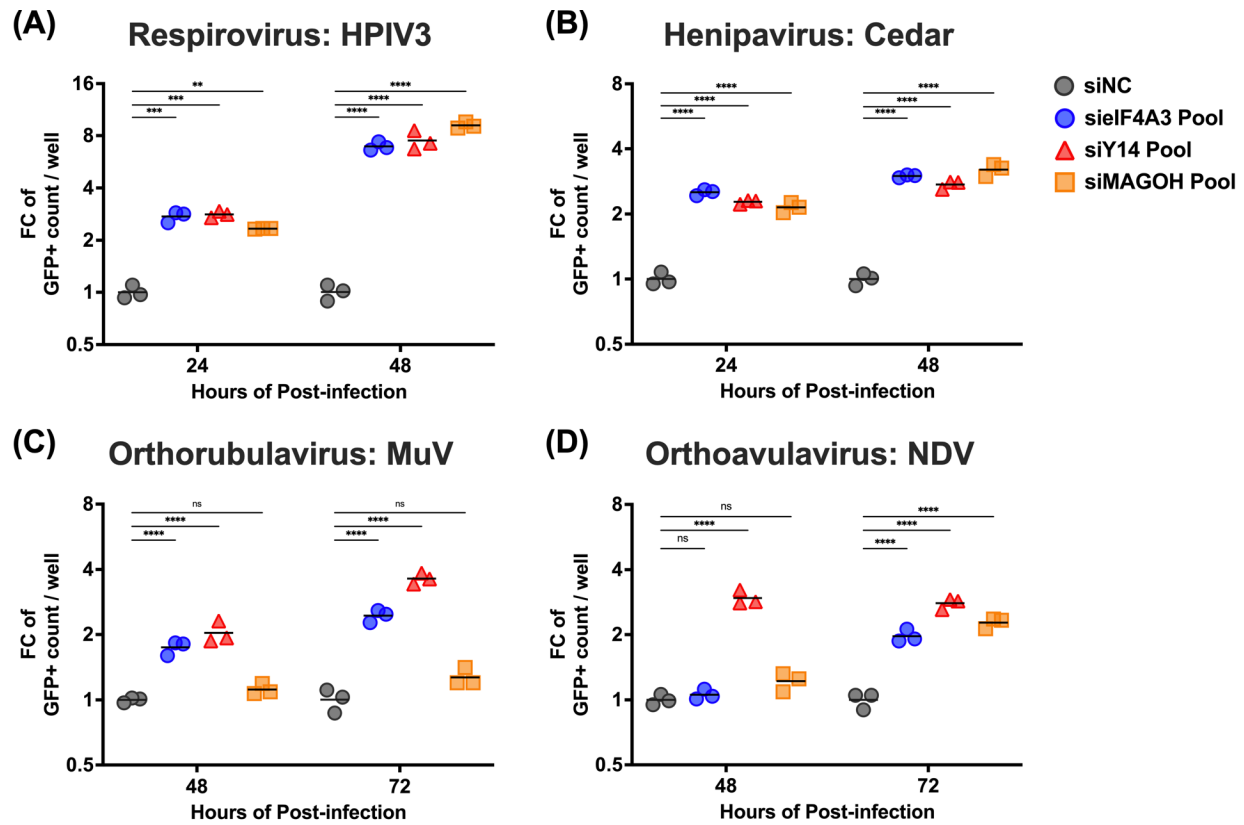 (A)
Respirovirus: HPIV3
16
8
4
2
1
0.5
FC of
GFP+ count / well
**
***
***
****
****
****
24
48
Hours of Post-infection
(B)
Henipavirus: Cedar
8
4
2
1
0.5
FC of
GFP+ count / well
****
****
****
****
****
****
24
48
Hours of Post-infection
siNC
sieIF4A3 Pool
siY14 Pool
siMAGOH Pool
(C)
Orthorubulavirus: MuV
8
4
2
1
0.5
FC of
GFP+ count / well
ns
****
****
ns
****
****
48
72
Hours of Post-infection
(D)
Orthoavulavirus: NDV
8
4
2
1
0.5
FC of
GFP+ count / well
ns
****
ns
****
****
****
48
72
Hours of Post-infection